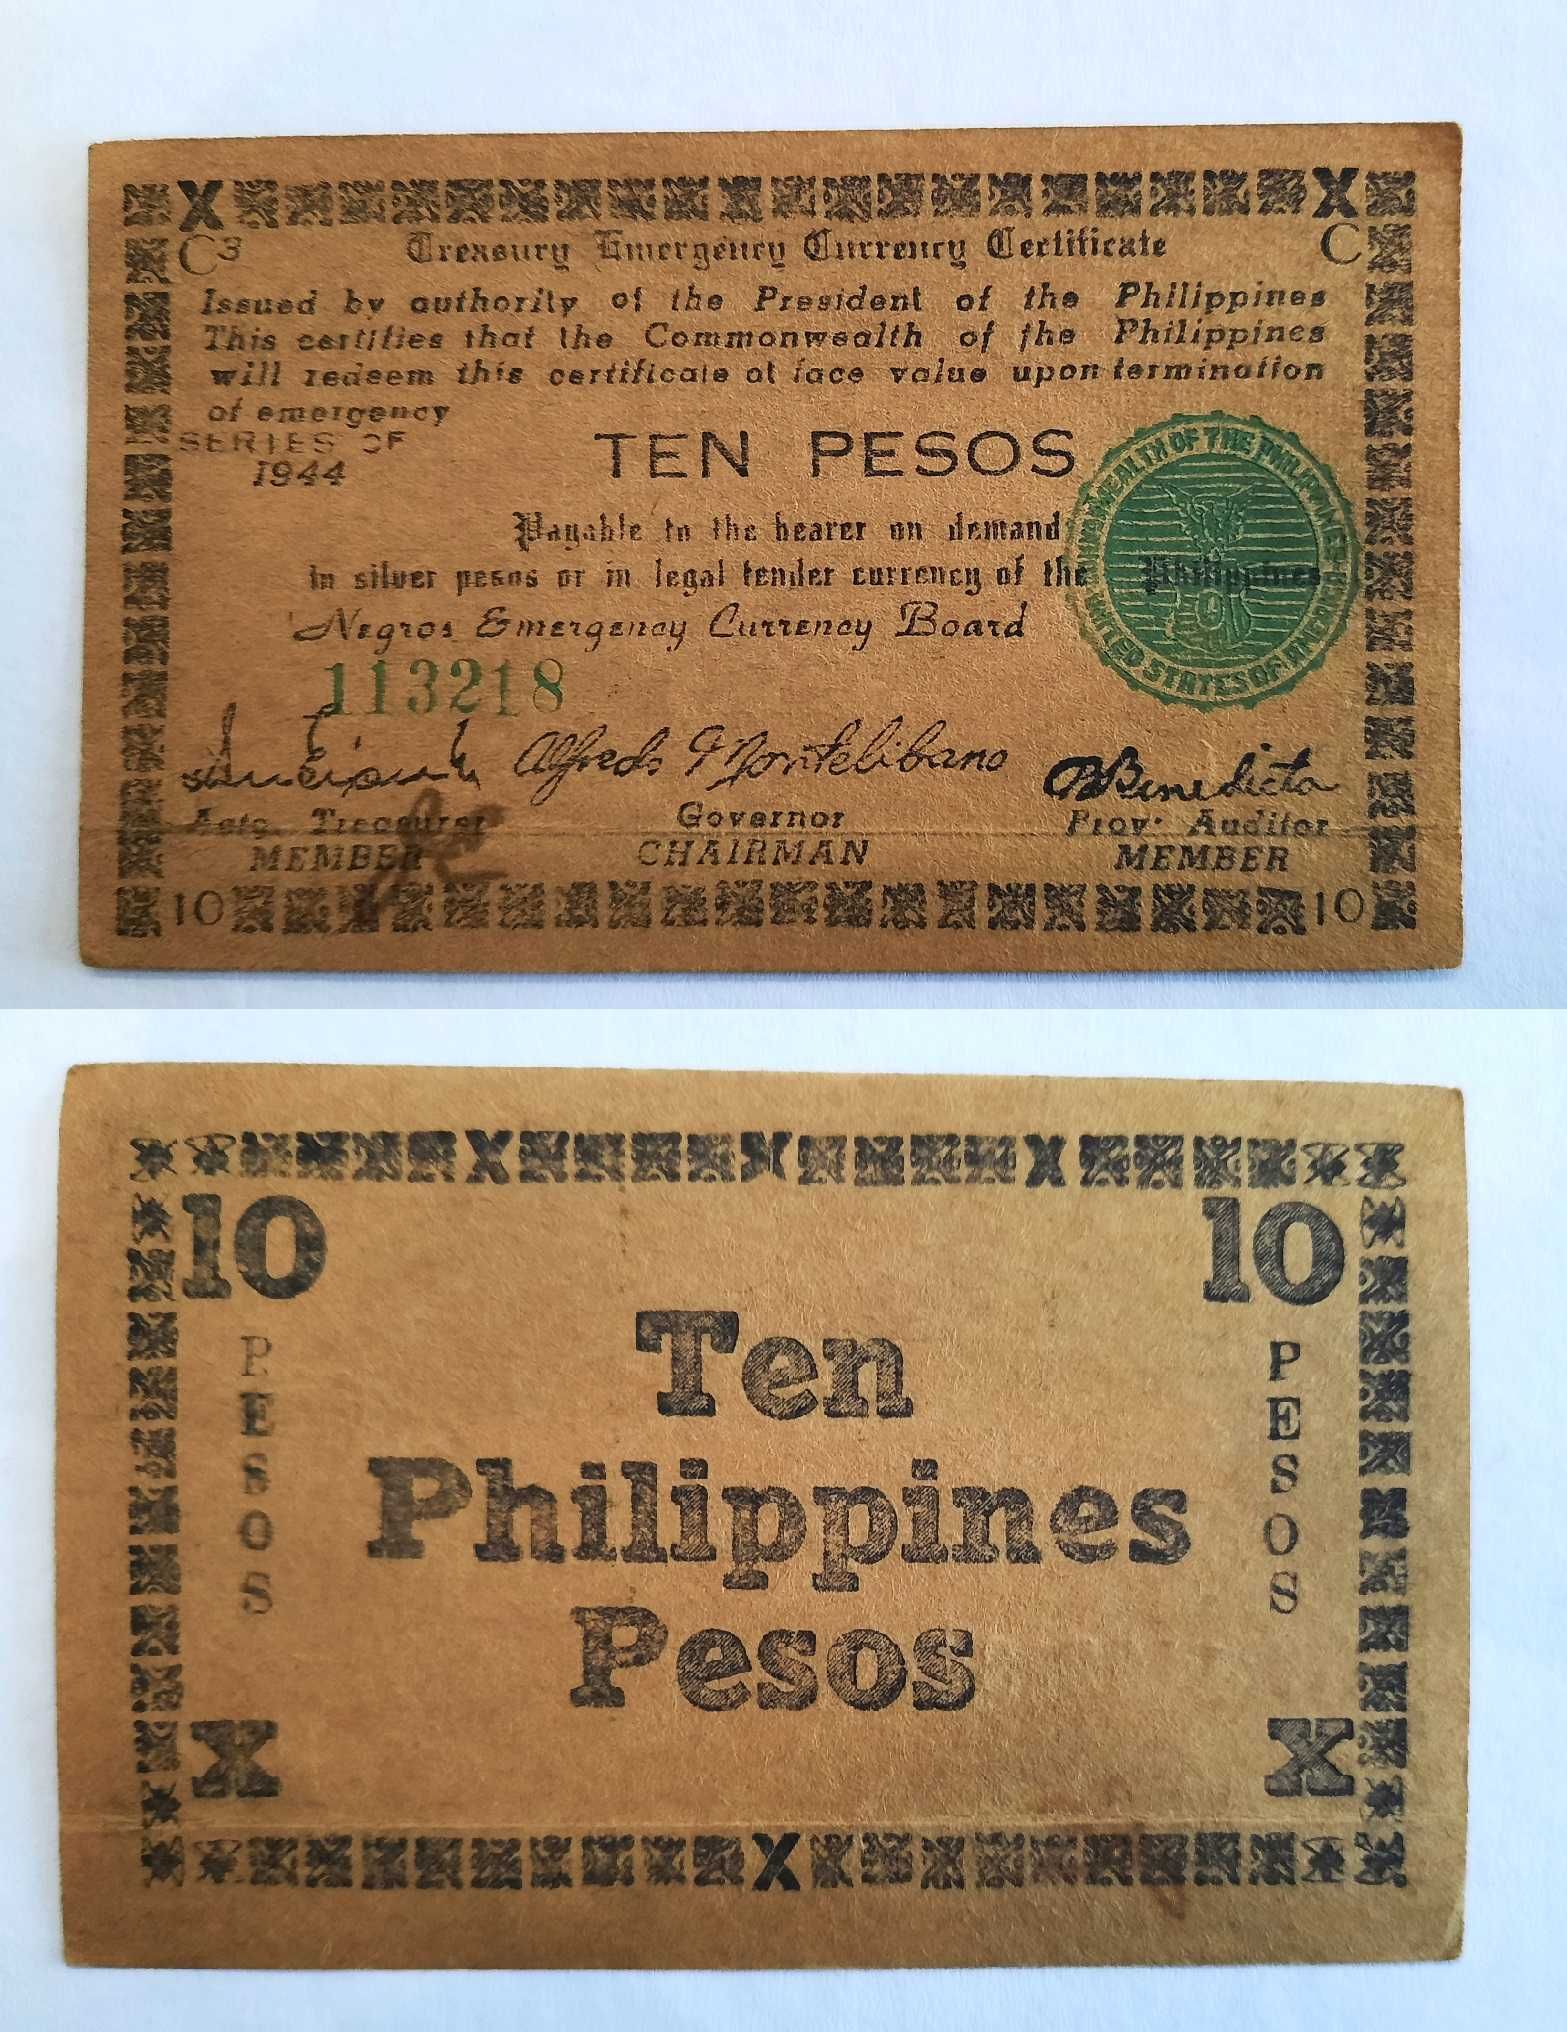 X X
C3 Treasury Emergency Currency Certificate C
Issued by authority of the President of the Philippines
This certifies that the Commonwealth of the Philippines
will redeem this certificate at face value upon termination
of emergency
SERIES OF
1944
TEN PESOS
COMMONWEALTH OF THE PHILIPPINES
UNITED STATES OF AMERICA
Payable to the bearer on demand
in silver pesos or in legal tender currency of the Philippines
Negros Emergency Currency Board
113218
Alfredo Montelibano
Benedicto
Actg. Treasurer Governor Prov. Auditor
MEMBER CHAIRMAN MEMBER
10 10
X X X
10 10
PESOS PESOS
Ten
Philippines
Pesos
X X
X